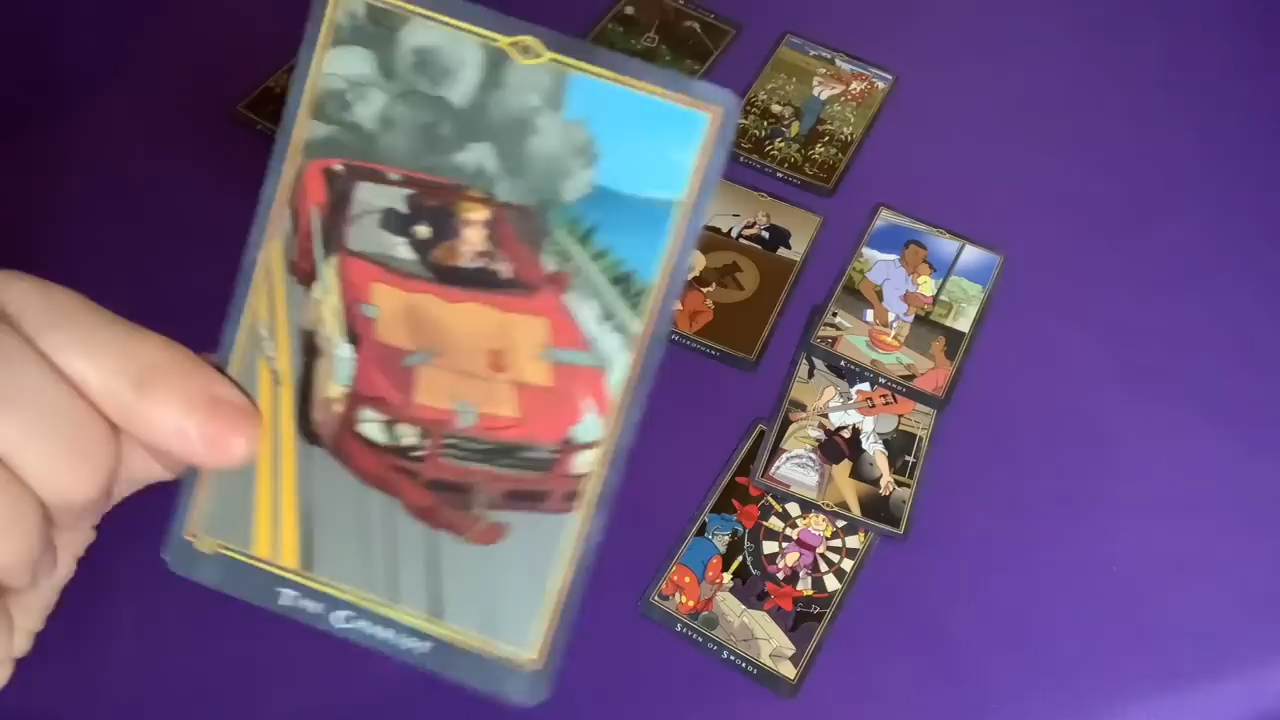 The Chariot
Seven of Wands
Hierophant
King of Wands
Seven of Swords